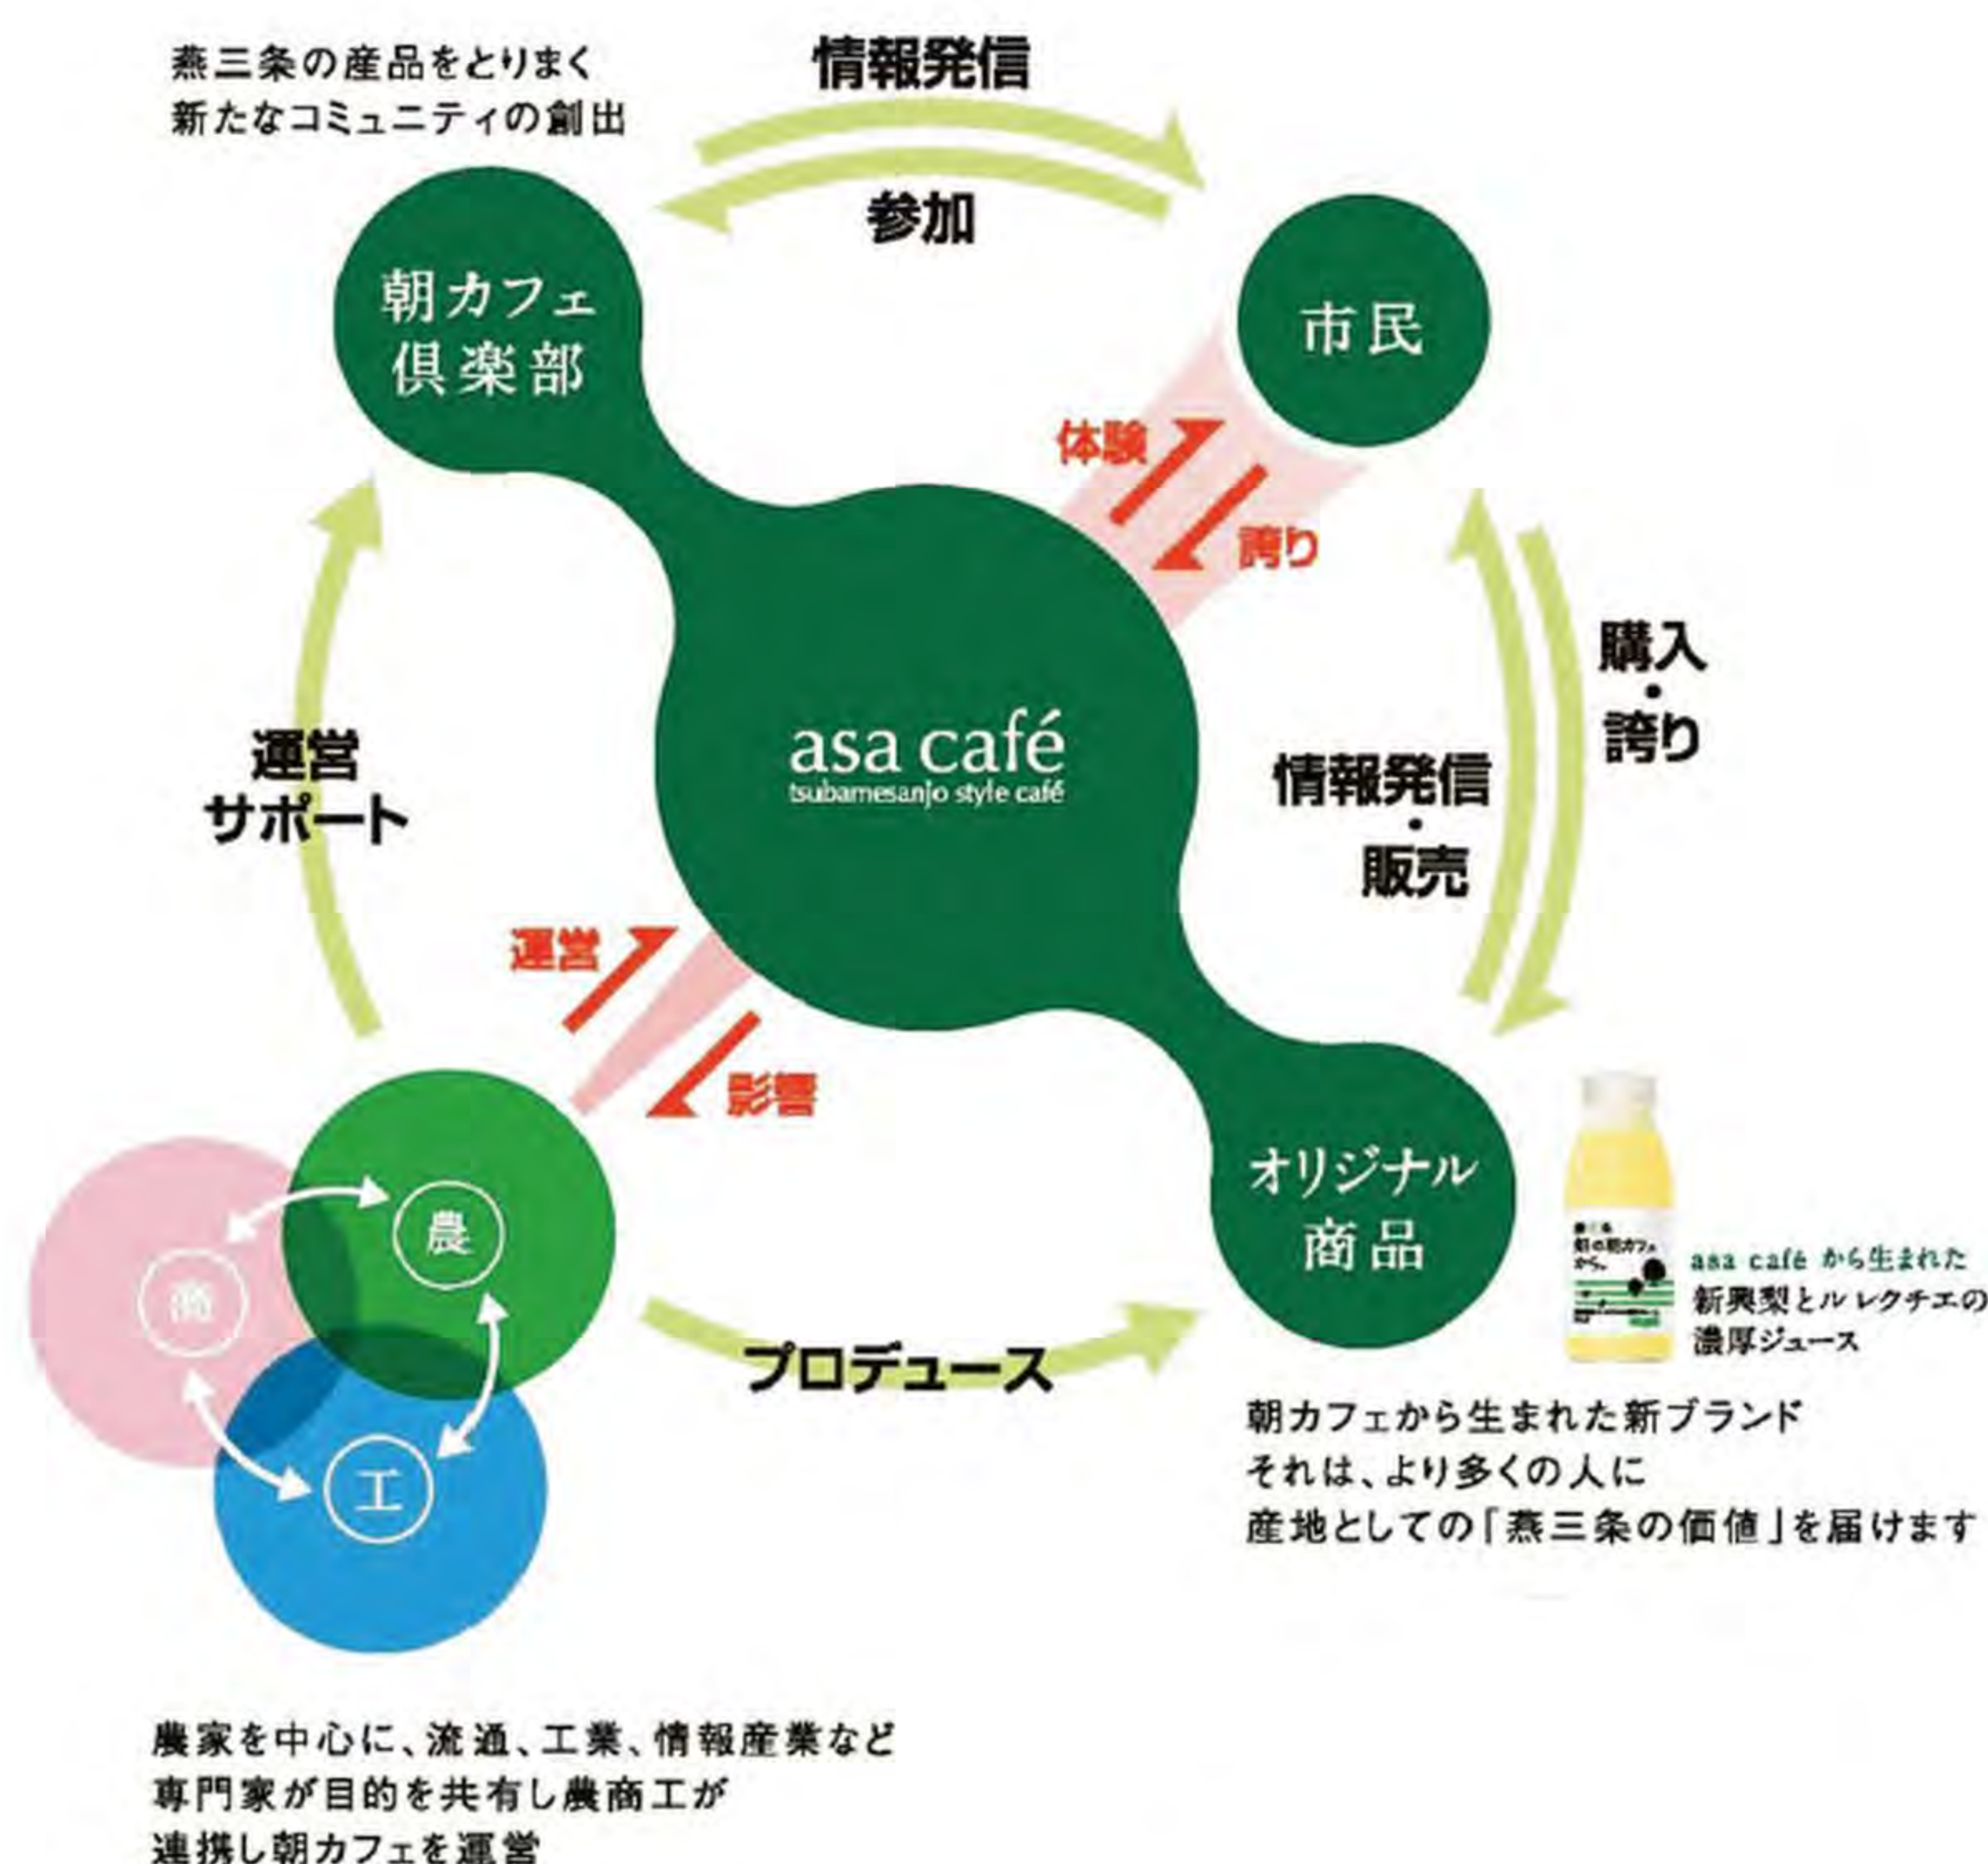 燕三条の産品をとりまく
新たなコミュニティの創出
情報発信
参加
朝カフェ
倶楽部
市民
体験
誇り
asa café
tsubamesanjo style café
購入
・
誇り
情報発信
・
販売
運営
サポート
運営
影響
農
商
工
プロデュース
オリジナル
商品
朝カフェ
から。
asa café から生まれた
新興梨とルレクチエの
濃厚ジュース
朝カフェから生まれた新ブランド
それは、より多くの人に
産地としての「燕三条の価値」を届けます
農家を中心に、流通、工業、情報産業など
専門家が目的を共有し農商工が
連携し朝カフェを運営